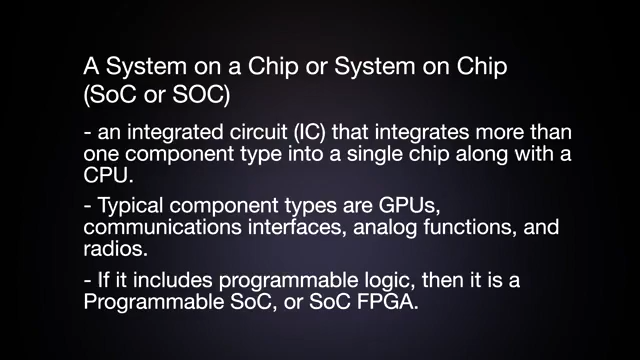 A System on a Chip or System on Chip
(SoC or SOC)
- an integrated circuit (IC) that integrates more than
one component type into a single chip along with a
CPU.
- Typical component types are GPUs,
communications interfaces, analog functions, and
radios.
- If it includes programmable logic, then it is a
Programmable SoC, or SoC FPGA.